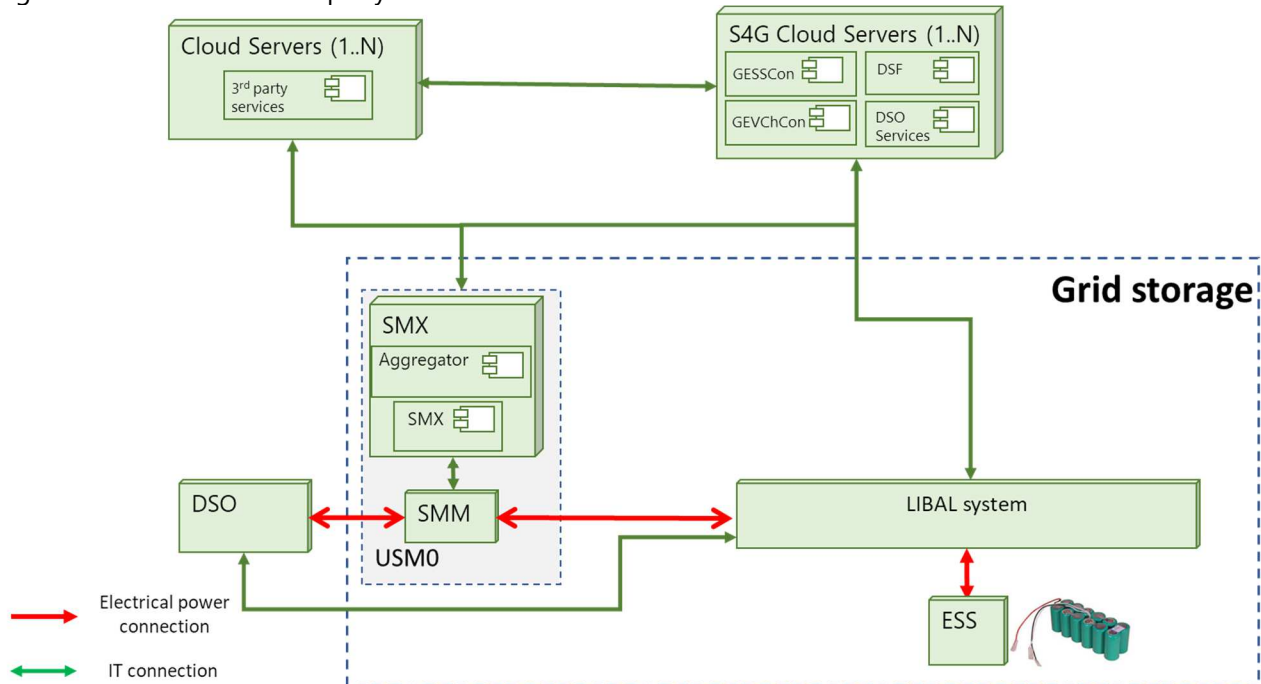 Cloud Servers (1..N)
3rd party
services
S4G Cloud Servers (1..N)
GESSCon
DSF
GEVChCon
DSO
Services
Grid storage
SMX
Aggregator
SMX
DSO
SMM
USM0
LIBAL system
ESS
Electrical power
connection
IT connection